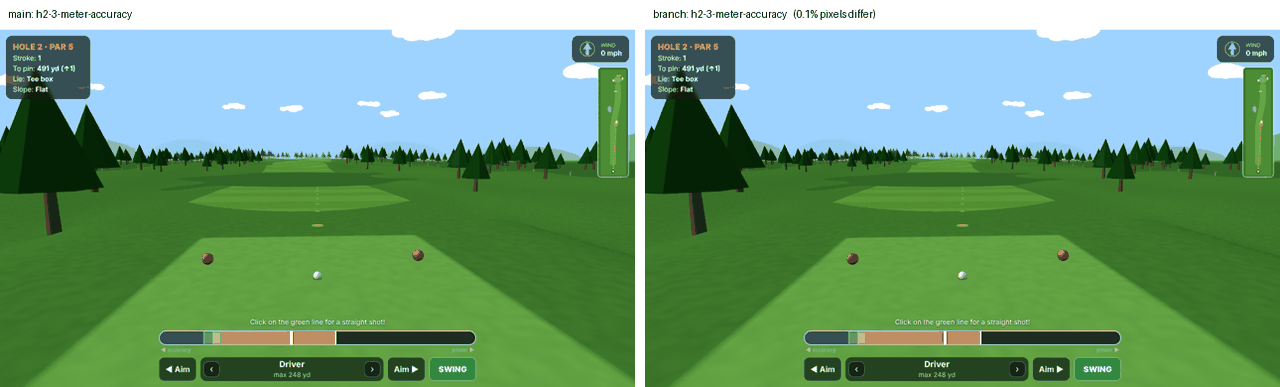 main: h2-3-meter-accuracy
HOLE 2 · PAR 5
Stroke: 1
To pin: 491 yd (↑1)
Lie: Tee box
Slope: Flat
WIND
0 mph
Click on the green line for a straight shot!
◀ accuracy
power ▶
◀ Aim
‹
Driver
max 248 yd
›
Aim ▶
SWING
branch: h2-3-meter-accuracy (0.1% pixels differ)
HOLE 2 · PAR 5
Stroke: 1
To pin: 491 yd (↑1)
Lie: Tee box
Slope: Flat
WIND
0 mph
Click on the green line for a straight shot!
◀ accuracy
power ▶
◀ Aim
‹
Driver
max 248 yd
›
Aim ▶
SWING